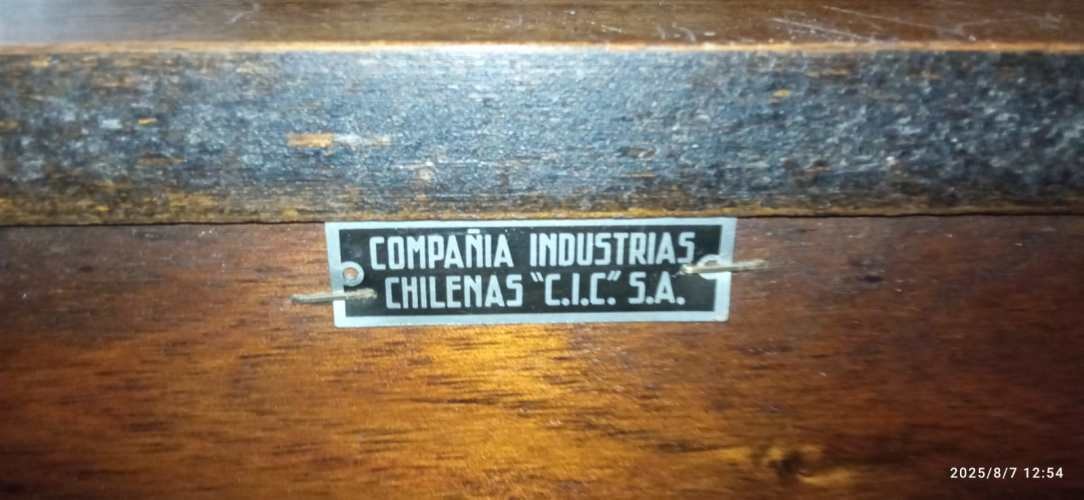 COMPAÑIA INDUSTRIAS
CHILENAS "C.I.C." S.A.
2025/8/7 12:54